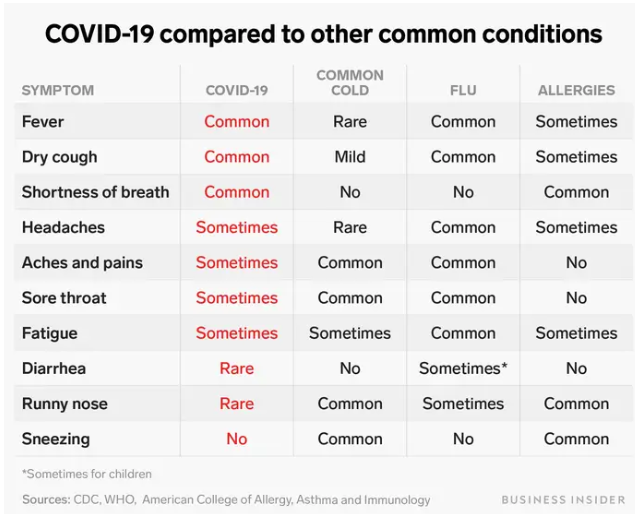 COVID-19 compared to other common conditions
SYMPTOM COVID-19 COMMON COLD FLU ALLERGIES
Fever Common Rare Common Sometimes
Dry cough Common Mild Common Sometimes
Shortness of breath Common No No Common
Headaches Sometimes Rare Common Sometimes
Aches and pains Sometimes Common Common No
Sore throat Sometimes Common Common No
Fatigue Sometimes Sometimes Common Sometimes
Diarrhea Rare No Sometimes* No
Runny nose Rare Common Sometimes Common
Sneezing No Common No Common
*Sometimes for children
Sources: CDC, WHO, American College of Allergy, Asthma and Immunology BUSINESS INSIDER